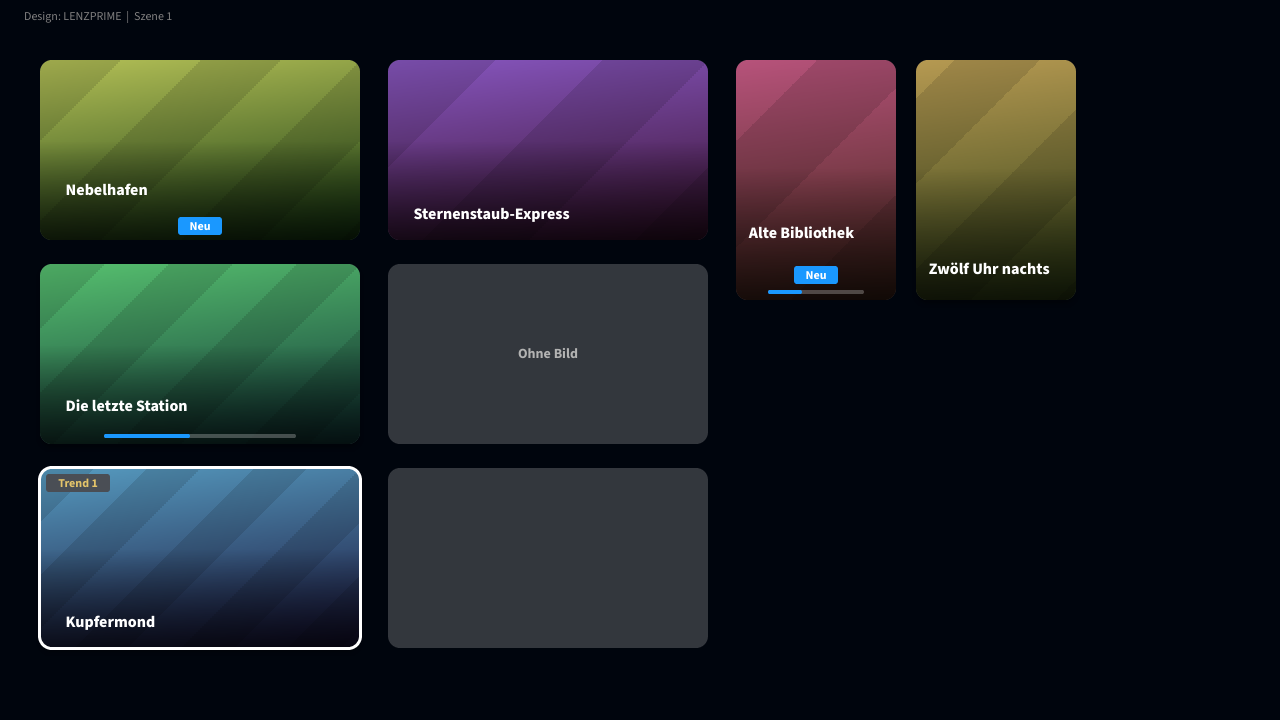 Design: LENZPRIME | Szene 1
Nebelhafen
Neu
Sternenstaub-Express
Alte Bibliothek
Neu
Zwölf Uhr nachts
Die letzte Station
Ohne Bild
Trend 1
Kupfermond